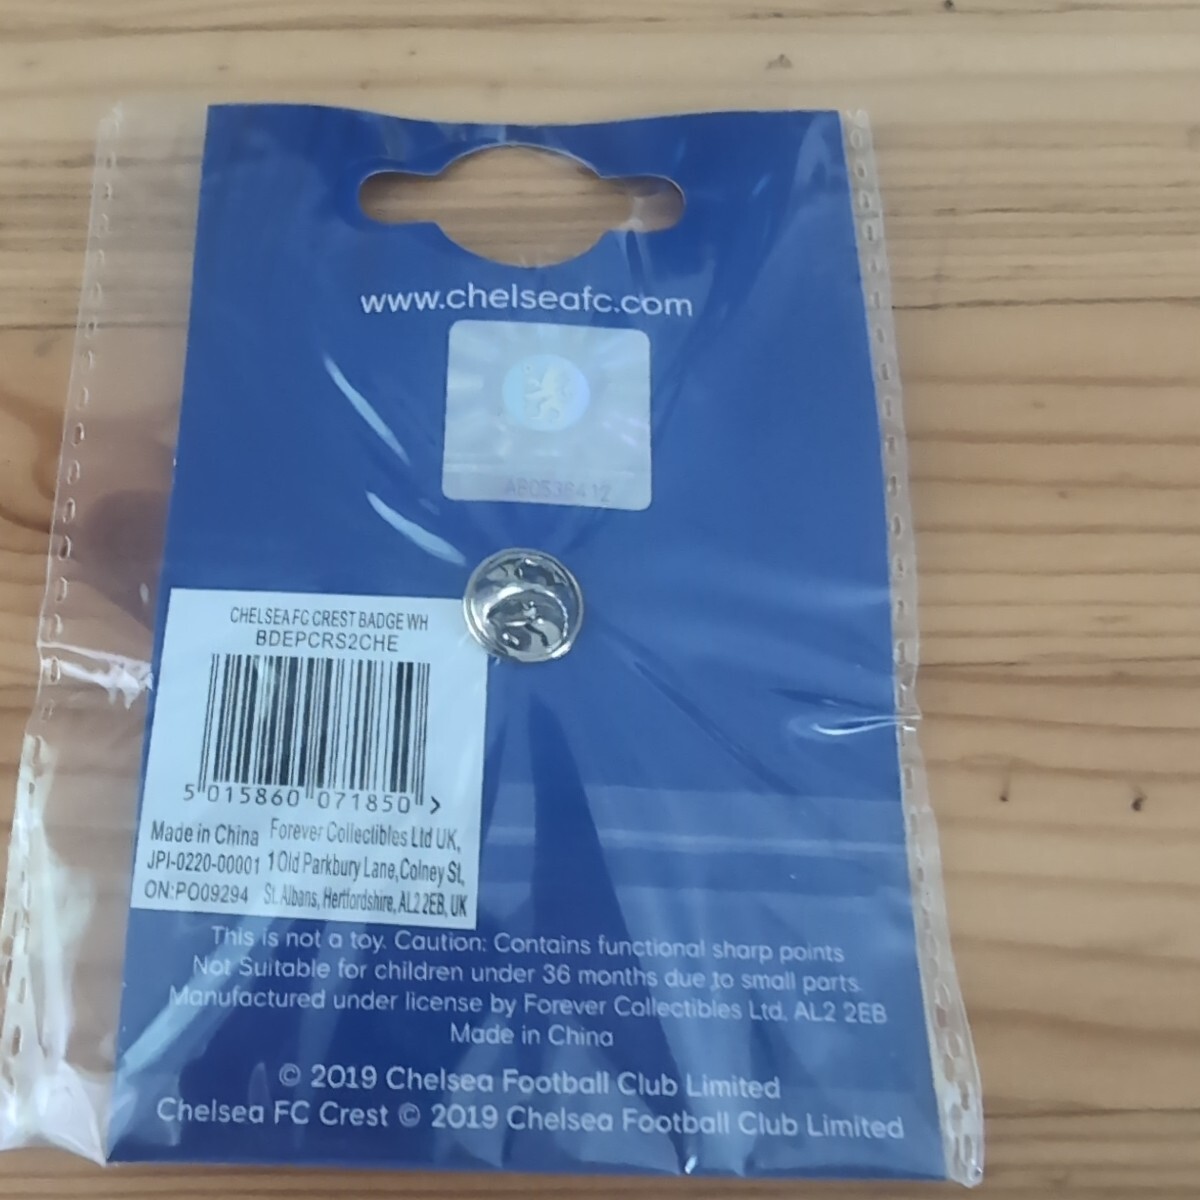 www.chelseafc.com
CHELSEA FC CREST BADGE WH
BDEPCRS2CHE
5 015860 071850 >
Made in China
JPI-0220-00001
ON:PO09294
Forever Collectibles Ltd UK,
1 Old Parkbury Lane,Colney St,
St. Albans, Hertfordshire, AL2 2EB, UK
This is not a toy. Caution: Contains functional sharp points
Not Suitable for children under 36 months due to small parts.
Manufactured under license by Forever Collectibles Ltd, AL2 2EB
Made in China
© 2019 Chelsea Football Club Limited
Chelsea FC Crest © 2019 Chelsea Football Club Limited